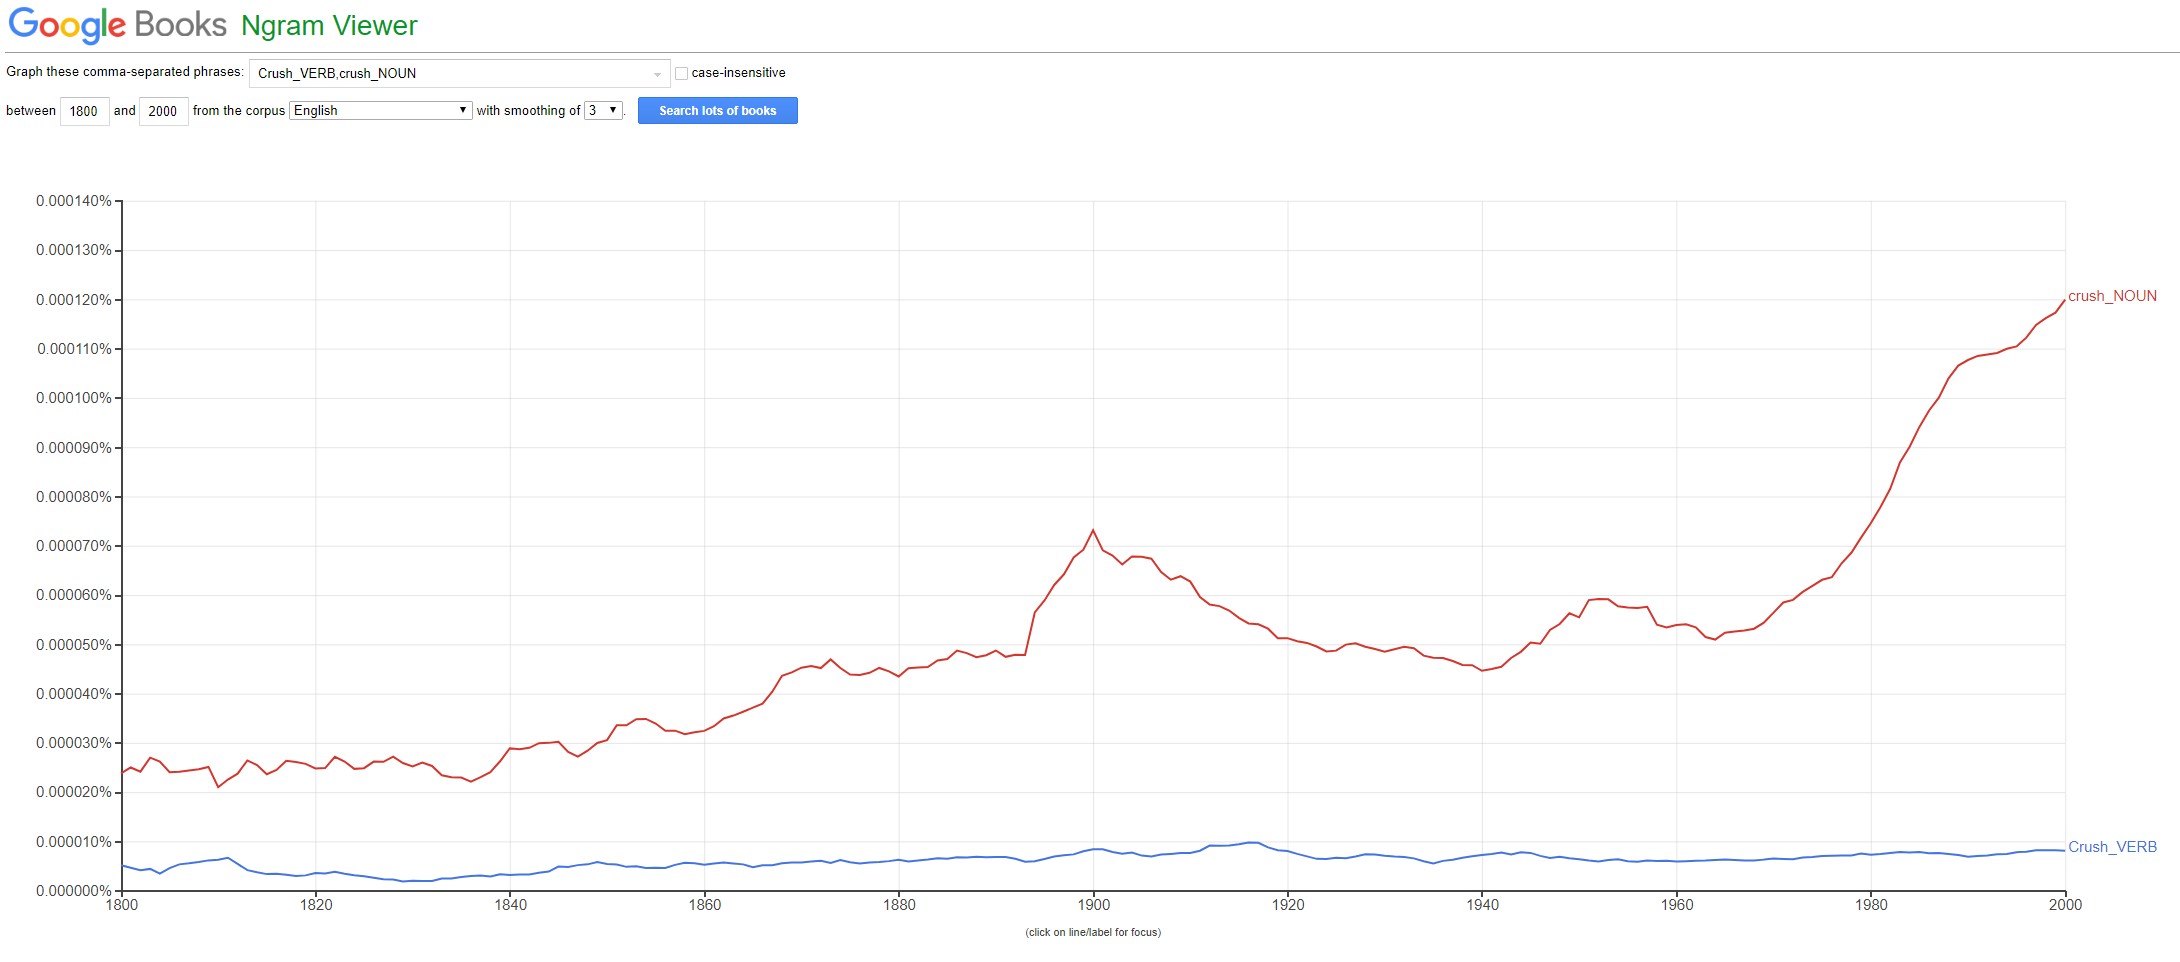 Google Books Ngram Viewer
Graph these comma-separated phrases: Crush_VERB,crush_NOUN case-insensitive
between 1800 and 2000 from the corpus English with smoothing of 3 . Search lots of books
0.000140%
0.000130%
0.000120%
crush_NOUN
0.000110%
0.000100%
0.000090%
0.000080%
0.000070%
0.000060%
0.000050%
0.000040%
0.000030%
0.000020%
0.000010%
Crush_VERB
0.000000%
1800 1820 1840 1860 1880 1900 1920 1940 1960 1980 2000
(click on line/label for focus)